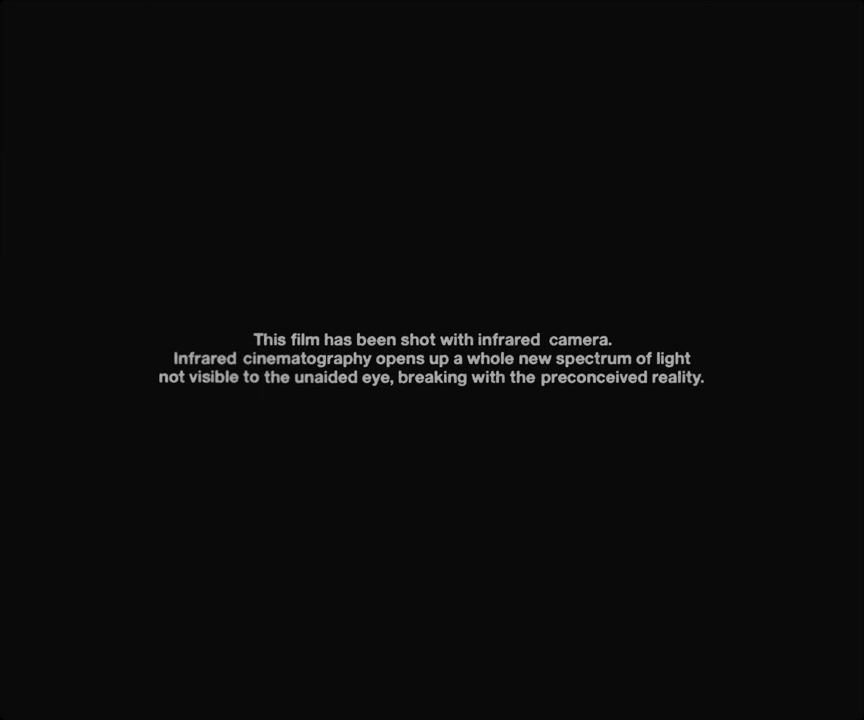 This film has been shot with infrared camera.
Infrared cinematography opens up a whole new spectrum of light
not visible to the unaided eye, breaking with the preconceived reality.